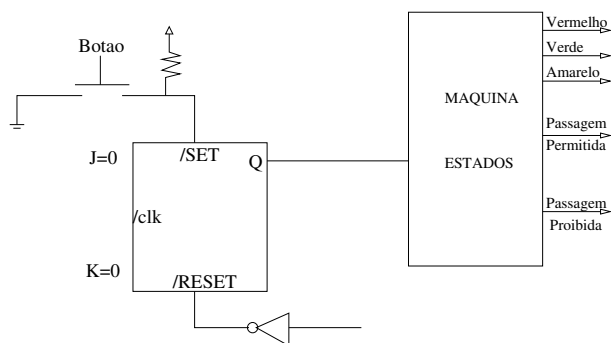 Botao
J=0
/SET
Q
/clk
K=0
/RESET
MAQUINA
ESTADOS
Vermelho
Verde
Amarelo
Passagem
Permitida
Passagem
Proibida